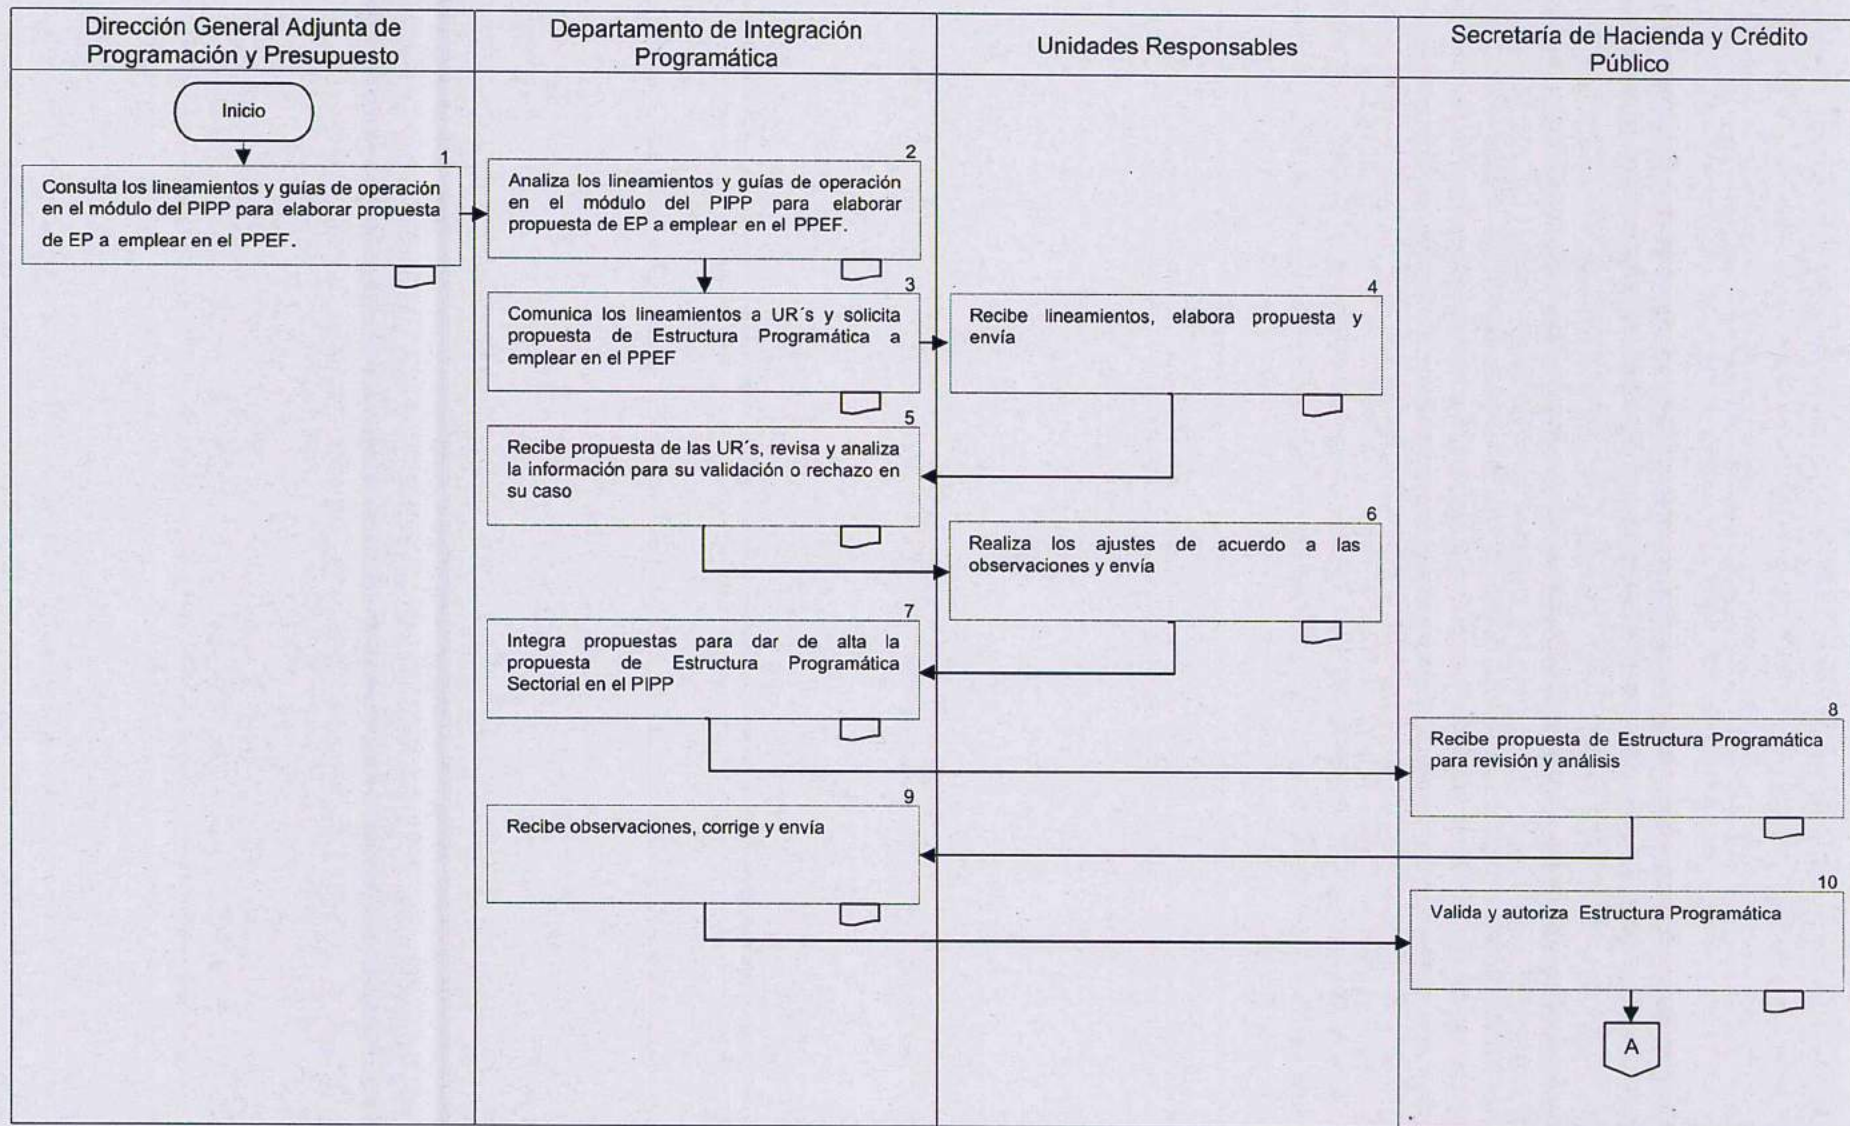 Dirección General Adjunta de
Programación y Presupuesto
Departamento de Integración
Programática
Unidades Responsables
Secretaría de Hacienda y Crédito
Público
Inicio
1
Consulta los lineamientos y guías de operación
en el módulo del PIPP para elaborar propuesta
de EP a emplear en el PPEF.
2
Analiza los lineamientos y guías de operación
en el módulo del PIPP para elaborar
propuesta de EP a emplear en el PPEF.
3
Comunica los lineamientos a UR´s y solicita
propuesta de Estructura Programática a
emplear en el PPEF
4
Recibe lineamientos, elabora propuesta y
envía
5
Recibe propuesta de las UR´s, revisa y analiza
la información para su validación o rechazo en
su caso
6
Realiza los ajustes de acuerdo a las
observaciones y envía
7
Integra propuestas para dar de alta la
propuesta de Estructura Programática
Sectorial en el PIPP
8
Recibe propuesta de Estructura Programática
para revisión y análisis
9
Recibe observaciones, corrige y envía
10
Valida y autoriza Estructura Programática
A